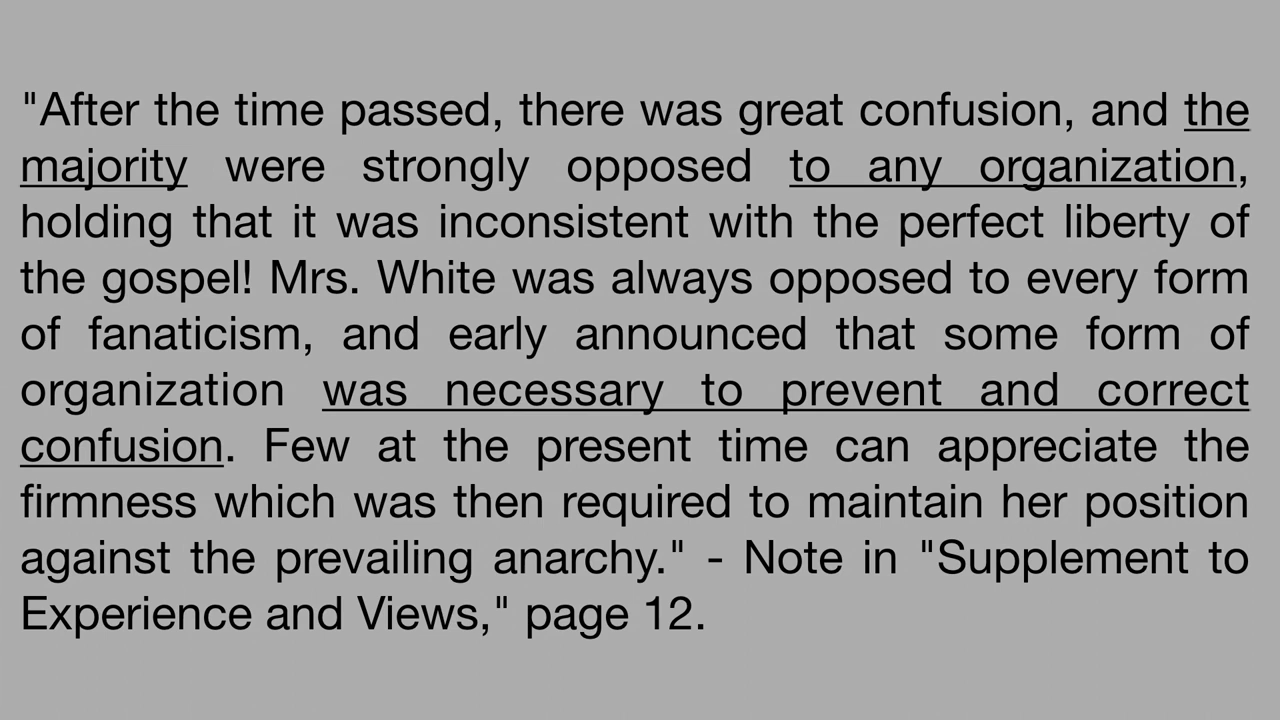 "After the time passed, there was great confusion, and the
majority were strongly opposed to any organization,
holding that it was inconsistent with the perfect liberty of
the gospel! Mrs. White was always opposed to every form
of fanaticism, and early announced that some form of
organization was necessary to prevent and correct
confusion. Few at the present time can appreciate the
firmness which was then required to maintain her position
against the prevailing anarchy." - Note in "Supplement to
Experience and Views," page 12.